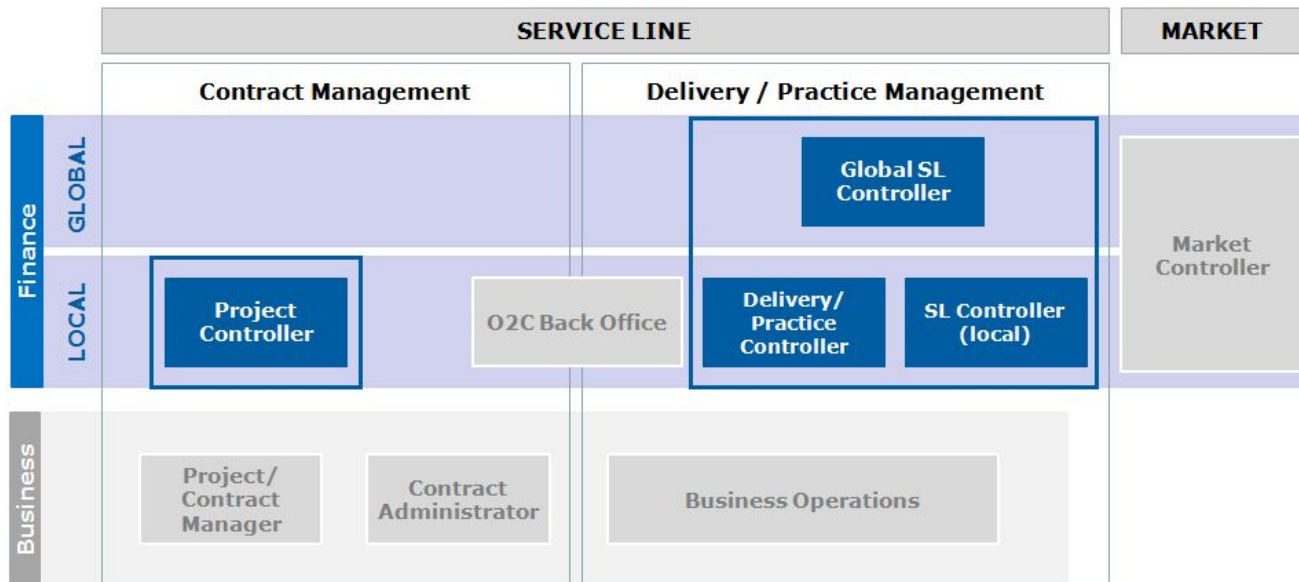 SERVICE LINE
MARKET
Contract Management
Delivery / Practice Management
Finance
GLOBAL
Global SL
Controller
Market
Controller
LOCAL
Project
Controller
O2C Back Office
Delivery/
Practice
Controller
SL Controller
(local)
Business
Project/
Contract
Manager
Contract
Administrator
Business Operations